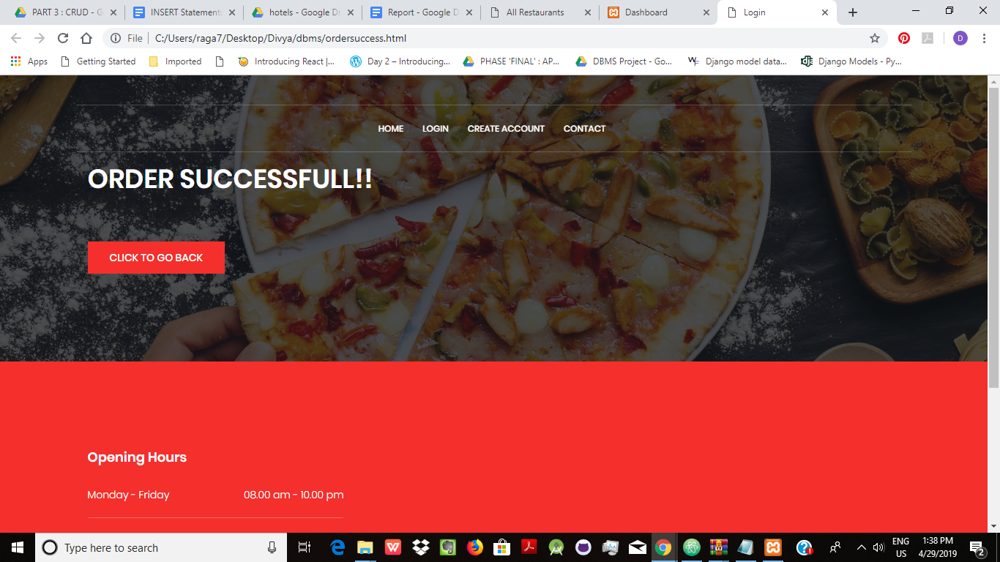 PART 3 : CRUD - G
INSERT Statements
hotels - Google Dr
Report - Google D
All Restaurants
Dashboard
Login
File
C:/Users/raga7/Desktop/Divya/dbms/ordersuccess.html
D
Apps
Getting Started
Imported
Introducing React |...
Day 2 – Introducing...
PHASE 'FINAL' : AP...
DBMS Project - Go...
Django model data...
Django Models - Py...
HOME LOGIN CREATE ACCOUNT CONTACT
ORDER SUCCESSFULL!!
CLICK TO GO BACK
Opening Hours
Monday - Friday 08.00 am - 10.00 pm
Type here to search
ENG
US
1:38 PM
4/29/2019
2